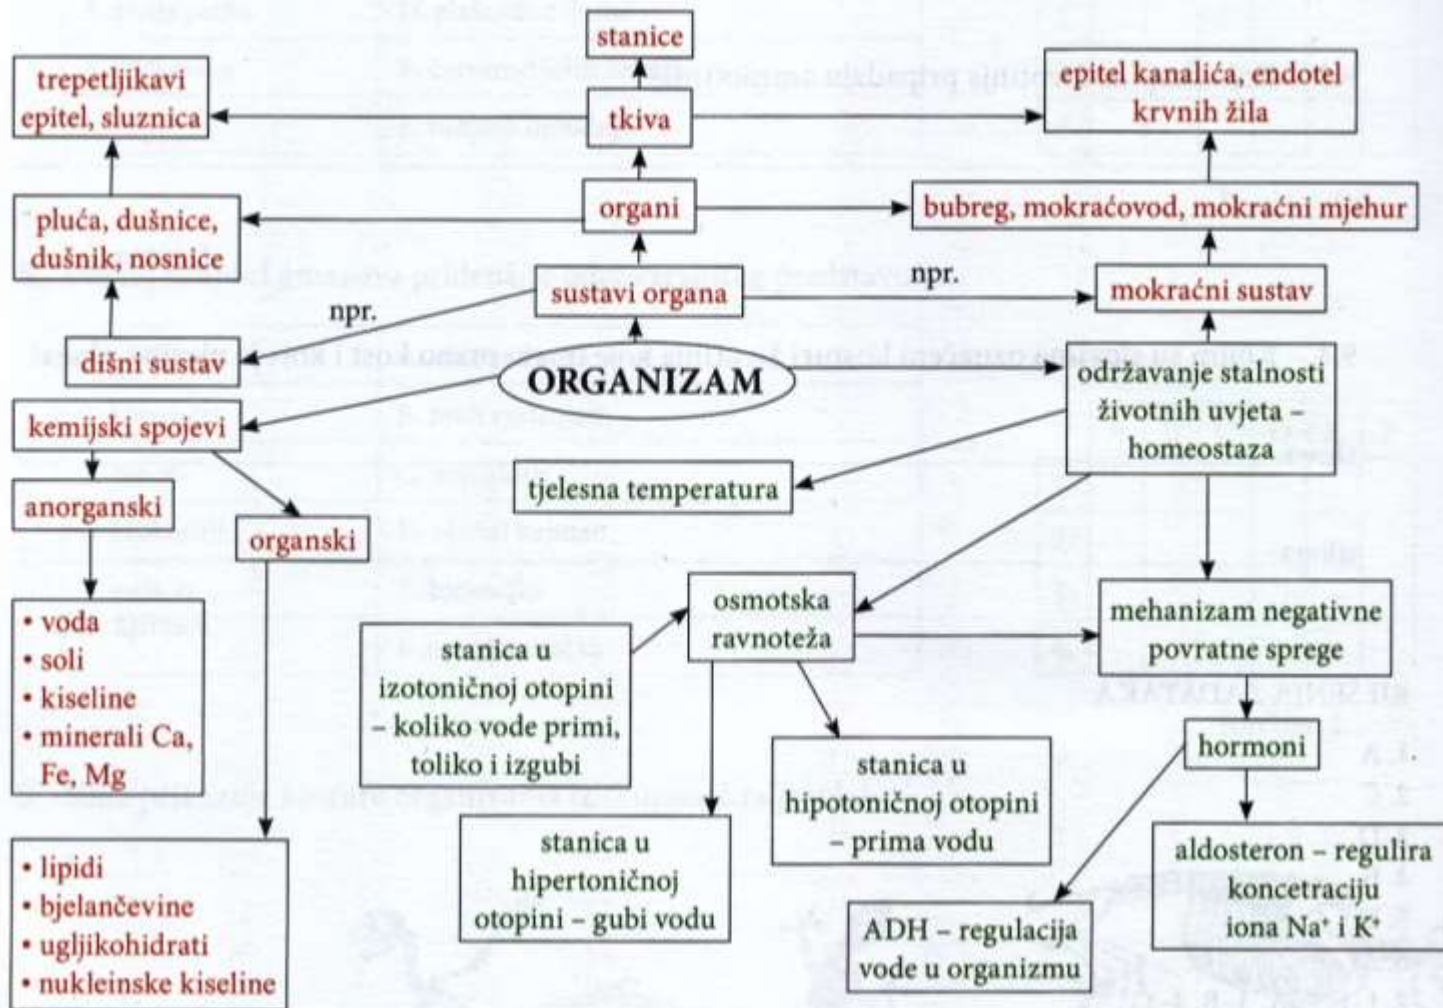 stanice
trepetljikavi
epitel, sluznica
tkiva
epitel kanalića, endotel
krvnih žila
pluća, dušnice,
dušnik, nosnice
organi
bubreg, mokraćovod, mokraćni mjehur
npr.
sustavi organa
npr.
mokraćni sustav
dišni sustav
ORGANIZAM
održavanje stalnosti
životnih uvjeta –
homeostaza
kemijski spojevi
tjelesna temperatura
anorganski
organski
• voda
• soli
• kiseline
• minerali Ca,
Fe, Mg
stanica u
izotoničnoj otopini
– koliko vode primi,
toliko i izgubi
osmotska
ravnoteža
mehanizam negativne
povratne sprege
hormoni
stanica u
hipotoničnoj otopini
– prima vodu
stanica u
hipertoničnoj
otopini – gubi vodu
• lipidi
• bjelančevine
• ugljikohidrati
• nukleinske kiseline
ADH – regulacija
vode u organizmu
aldosteron – regulira
koncetraciju
iona Na⁺ i K⁺